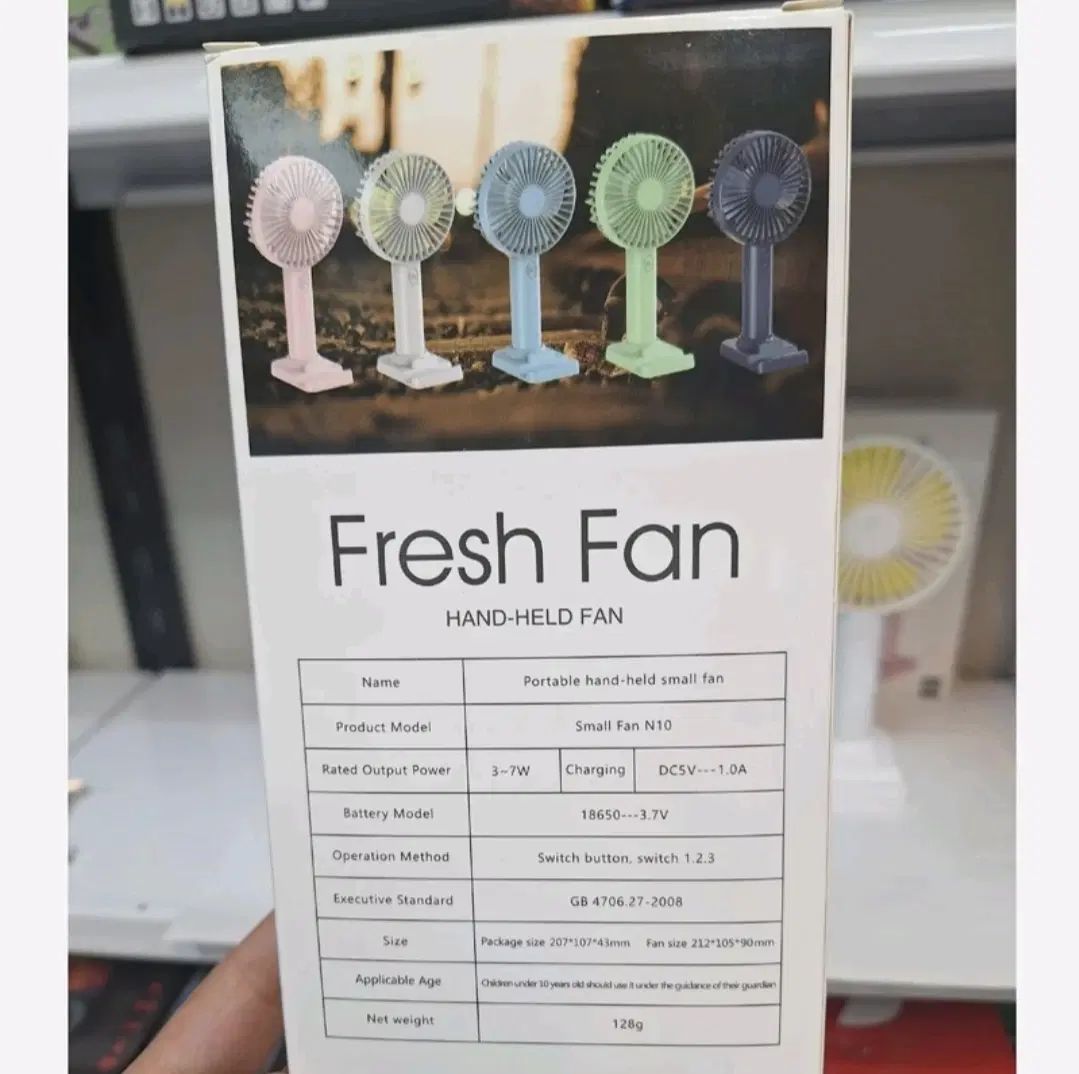 Fresh Fan
HAND-HELD FAN
Name Portable hand-held small fan
Product Model Small Fan N10
Rated Output Power 3~7W Charging DC5V---1.0A
Battery Model 18650---3.7V
Operation Method Switch button, switch 1.2.3
Executive Standard GB 4706.27-2008
Size Package size 207*107*43mm Fan size 212*105*90mm
Applicable Age Children under 10 years old should use it under the guidance of their guardian
Net weight 128g